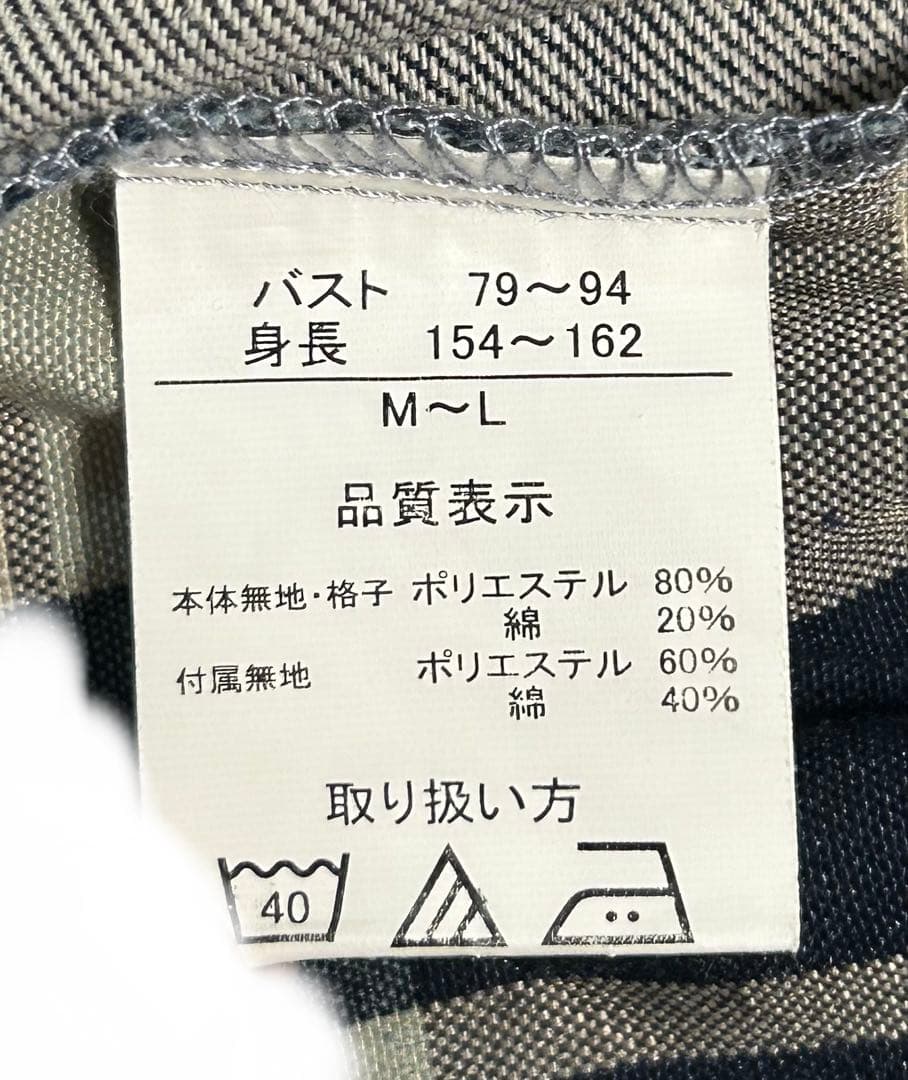 バスト 79～94
身長 154～162
M～L
品質表示
本体無地・格子 ポリエステル 80%
綿 20%
付属無地 ポリエステル 60%
綿 40%
取り扱い方
40